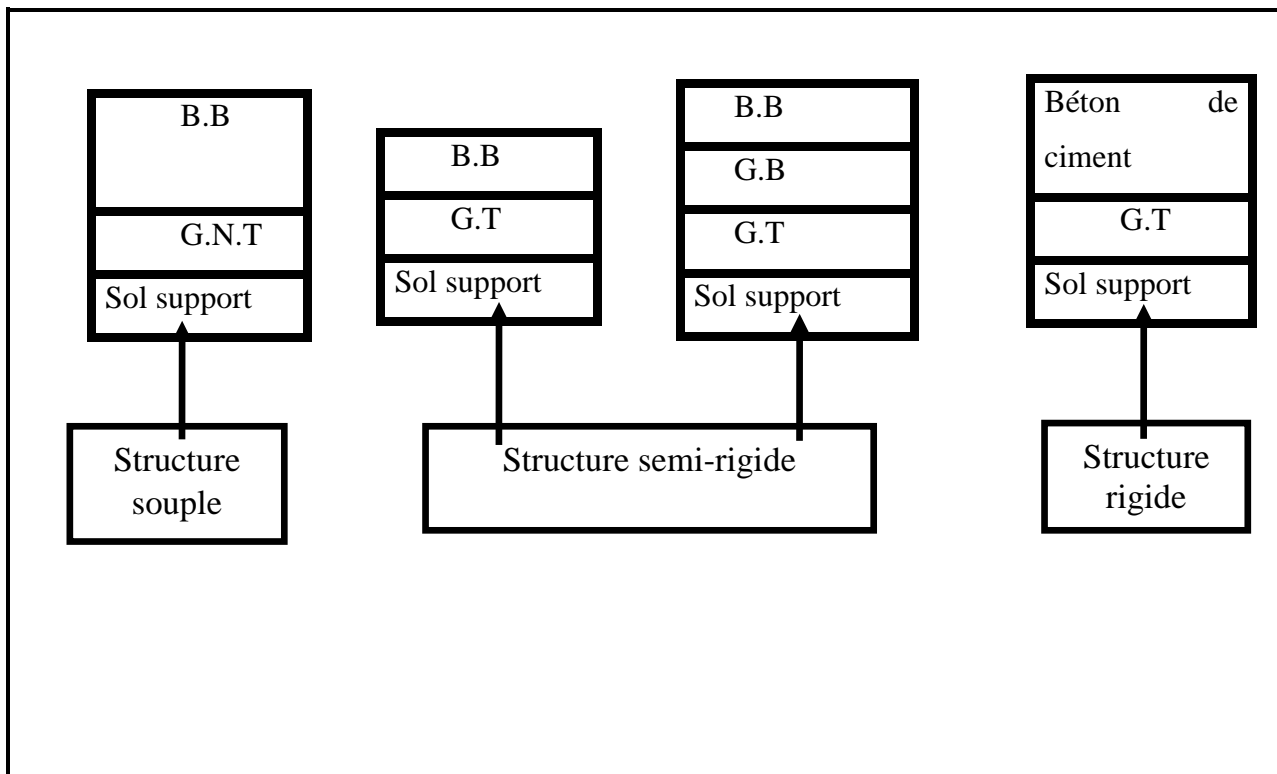 B.B
G.N.T
Sol support
B.B
G.T
Sol support
B.B
G.B
G.T
Sol support
Béton de
ciment
G.T
Sol support
Structure
souple
Structure semi-rigide
Structure
rigide